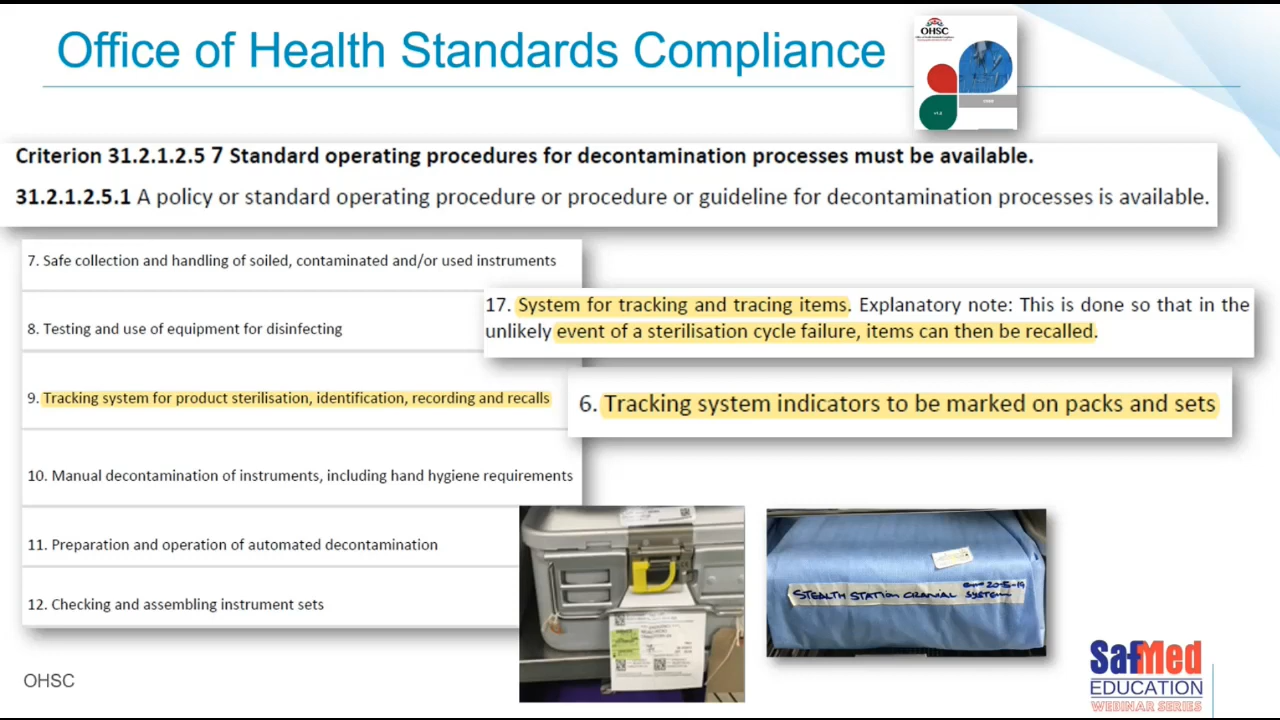 Office of Health Standards Compliance
OHSC
Criterion 31.2.1.2.5 7 Standard operating procedures for decontamination processes must be available.
31.2.1.2.5.1 A policy or standard operating procedure or procedure or guideline for decontamination processes is available.
7. Safe collection and handling of soiled, contaminated and/or used instruments
8. Testing and use of equipment for disinfecting
17. System for tracking and tracing items. Explanatory note: This is done so that in the
unlikely event of a sterilisation cycle failure, items can then be recalled.
9. Tracking system for product sterilisation, identification, recording and recalls
6. Tracking system indicators to be marked on packs and sets
10. Manual decontamination of instruments, including hand hygiene requirements
11. Preparation and operation of automated decontamination
12. Checking and assembling instrument sets
STEALTH STATION CRANIAL SYSTEM
OHSC
SafMed
EDUCATION
WEBINAR SERIES